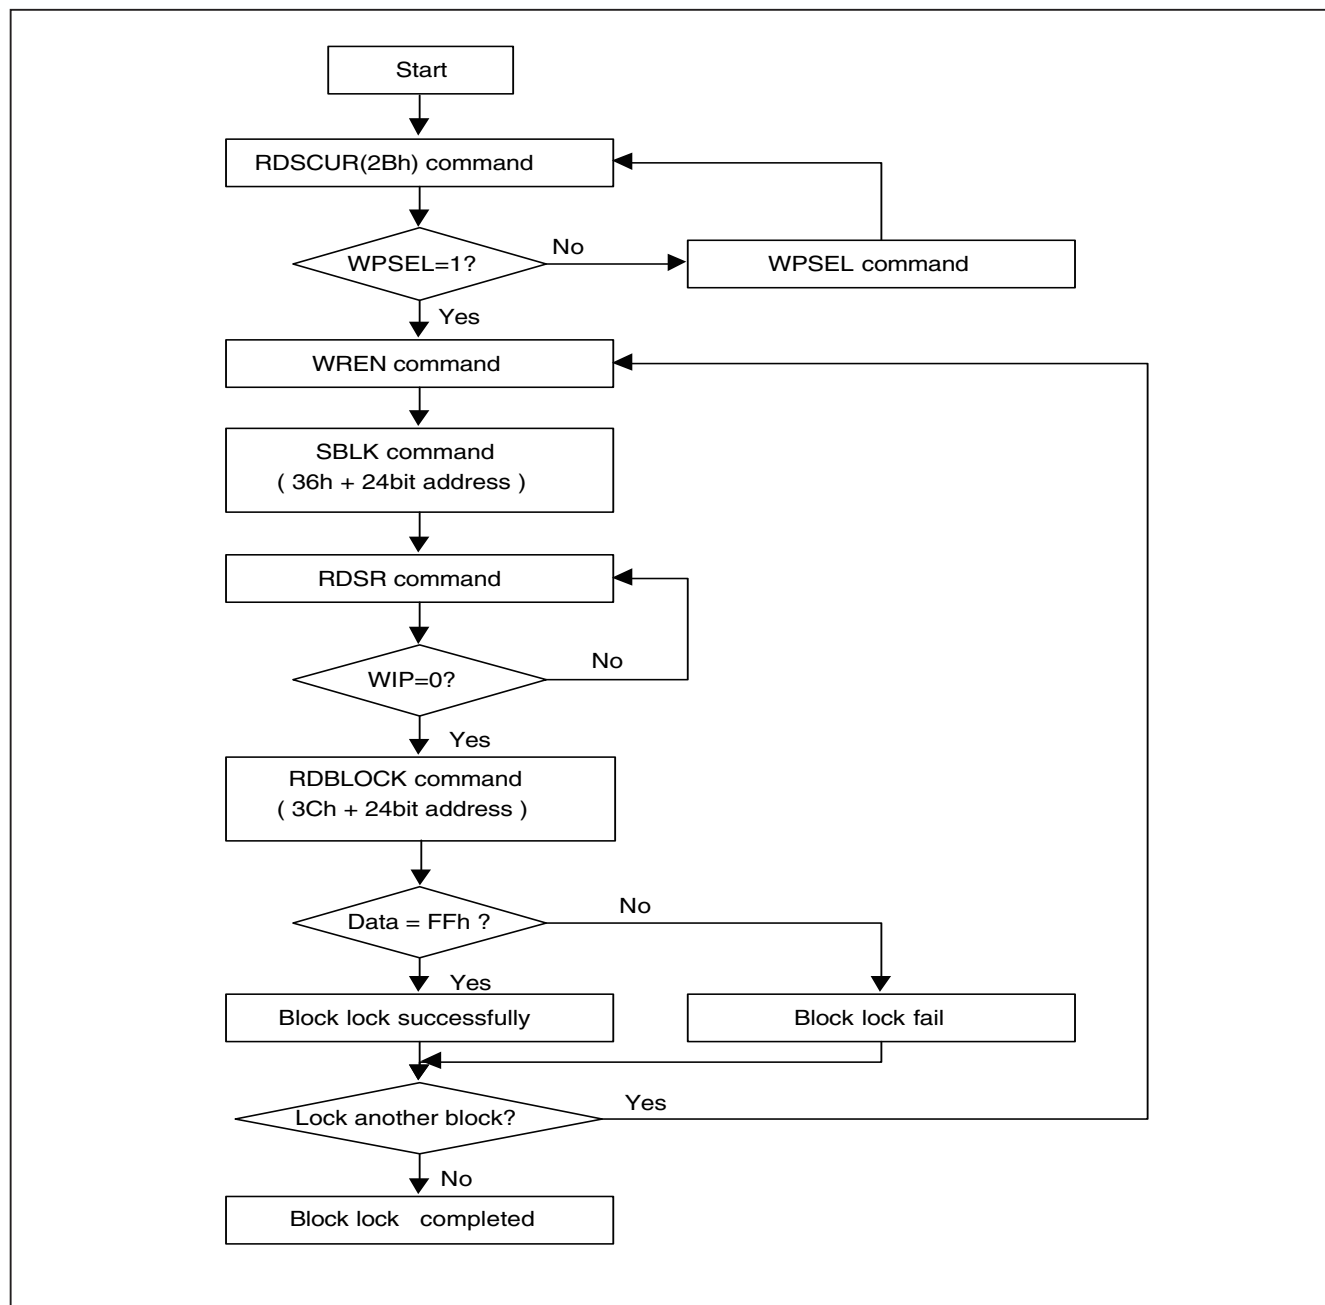 Start
RDSCUR(2Bh) command
WPSEL=1?
No
WPSEL command
Yes
WREN command
SBLK command
( 36h + 24bit address )
RDSR command
WIP=0?
No
Yes
RDBLOCK command
( 3Ch + 24bit address )
Data = FFh ?
No
Yes
Block lock successfully
Block lock fail
Lock another block?
Yes
No
Block lock completed